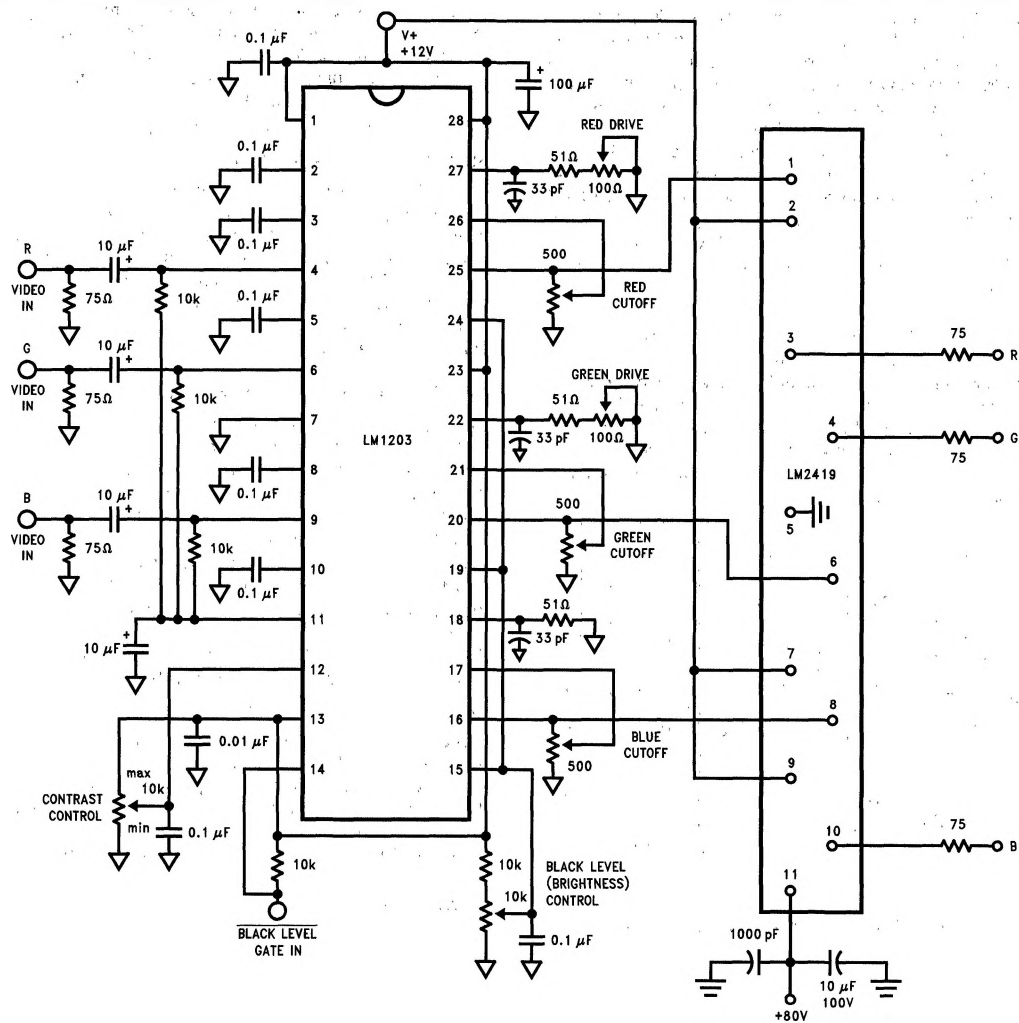 0.1 μF
V+
+12V
+
100 μF
1
28
RED DRIVE
0.1 μF
2
27
51Ω
33 pF
100Ω
1
3
26
0.1 μF
2
R
VIDEO
IN
10 μF
+
75Ω
10k
4
25
500
RED
CUTOFF
0.1 μF
5
24
G
VIDEO
IN
10 μF
+
75Ω
10k
6
23
GREEN DRIVE
3
75
R
7
LM1203
22
51Ω
33 pF
100Ω
4
75
G
8
0.1 μF
21
LM2419
5
B
VIDEO
IN
10 μF
+
75Ω
10k
9
20
500
GREEN
CUTOFF
10
0.1 μF
19
6
+
10 μF
11
18
51Ω
33 pF
12
17
7
13
0.01 μF
16
BLUE
CUTOFF
500
8
14
15
9
CONTRAST
CONTROL
max
10k
min
0.1 μF
10k
10k
10k
BLACK LEVEL
(BRIGHTNESS)
CONTROL
0.1 μF
10
75
B
BLACK LEVEL
GATE IN
11
1000 pF
10 μF
100V
+80V